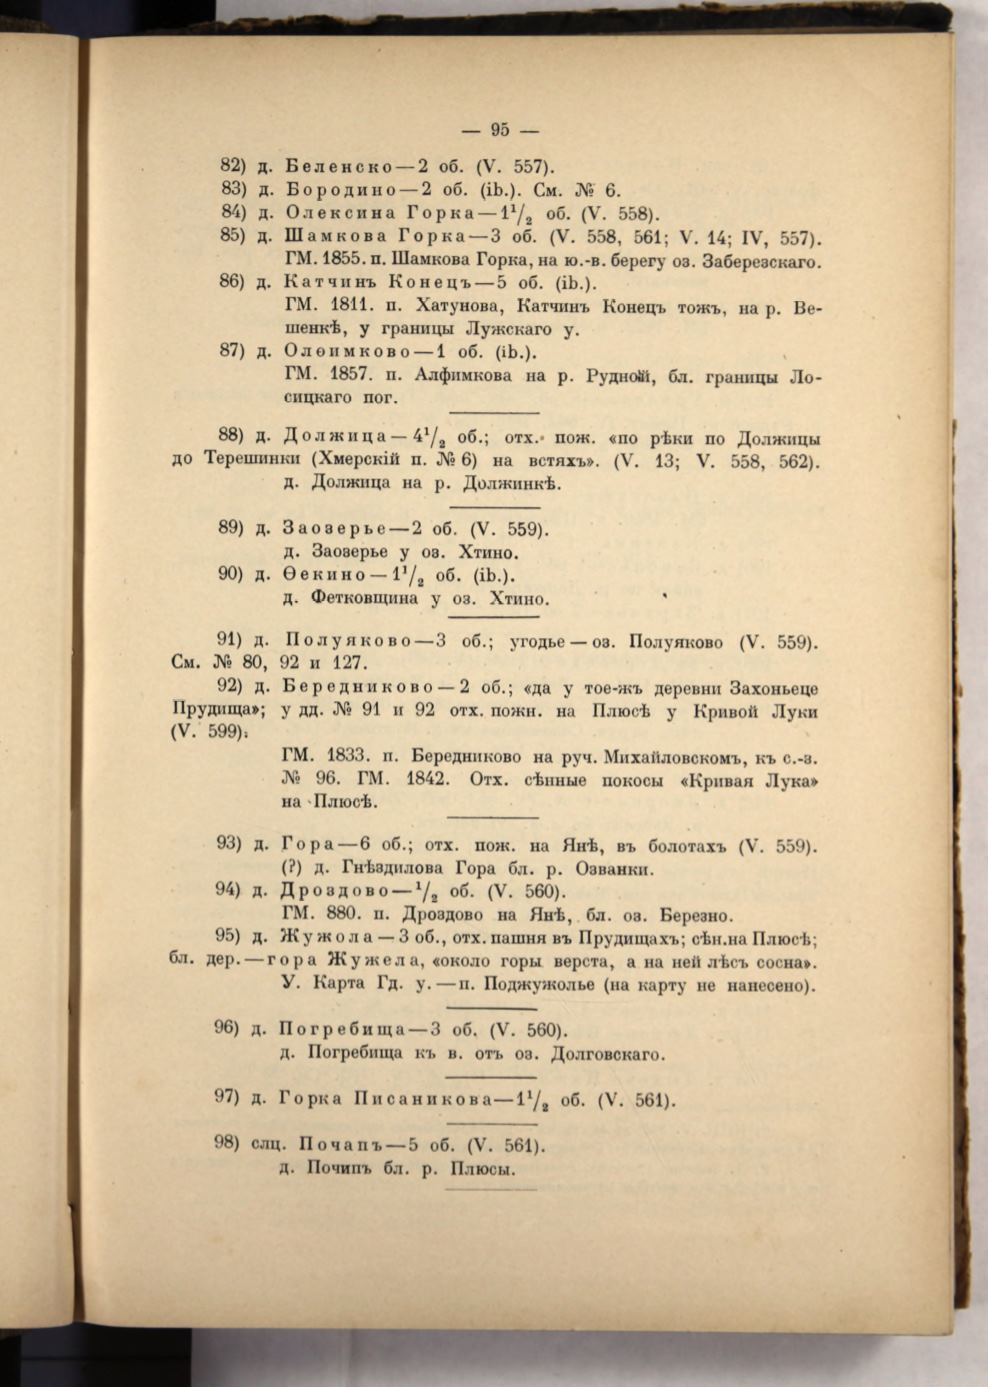 — 95 —
82) д. Беленско—2 об. (V. 557).
83) д. Бородино—2 об. (iЬ.). См. № 6.
84) д. Олексина Горка—1¹/₂ об. (V. 558).
85) д. Шамкова Горка—3 об. (V. 558, 561; V. 14; IV, 557).
ГМ. 1855. п. Шамкова Горка, на ю.-в. берегу оз. Заберезскаго.
86) д. Катчинъ Конецъ—5 об. (iЬ.).
ГМ. 1811. п. Хатунова, Катчинъ Конецъ тожъ, на р. Ве-
шенкѣ, у границы Лужскаго у.
87) д. Олѳимково—1 об. (iЬ.).
ГМ. 1857. п. Алфимкова на р. Рудной, бл. границы Ло-
сицкаго пог.
88) д. Должица—4¹/₂ об.; отх. пож. «по рѣки по Должицы
до Терешинки (Хмерскій п. № 6) на встяхъ». (V. 13; V. 558, 562).
д. Должица на р. Должинкѣ.
89) д. Заозерье—2 об. (V. 559).
д. Заозерье у оз. Хтино.
90) д. Ѳекино—1¹/₂ об. (iЬ.).
д. Фетковщина у оз. Хтино.
91) д. Полуяково—3 об.; угодье—оз. Полуяково (V. 559).
См. № 80, 92 и 127.
92) д. Бередниково—2 об.; «да у тое-жъ деревни Захоньеце
Прудища»; у дд. № 91 и 92 отх. пожн. на Плюсѣ у Кривой Луки
(V. 599).
ГМ. 1833. п. Бередниково на руч. Михайловскомъ, къ с.-з.
№ 96. ГМ. 1842. Отх. сѣнные покосы «Кривая Лука»
на Плюсѣ.
93) д. Гора—6 об.; отх. пож. на Янѣ, въ болотахъ (V. 559).
(?) д. Гнѣздилова Гора бл. р. Озванки.
94) д. Дроздово—¹/₂ об. (V. 560).
ГМ. 880. п. Дроздово на Янѣ, бл. оз. Березно.
95) д. Жужола—3 об., отх. пашня въ Прудищахъ; сѣн. на Плюсѣ;
бл. дер.—гора Жужела, «около горы верста, а на ней лѣсъ сосна».
У. Карта Гд. у.—п. Поджужолье (на карту не нанесено).
96) д. Погребища—3 об. (V. 560).
д. Погребища къ в. отъ оз. Долговскаго.
97) д. Горка Писаникова—1¹/₂ об. (V. 561).
98) слц. Почапъ—5 об. (V. 561).
д. Почипъ бл. р. Плюсы.